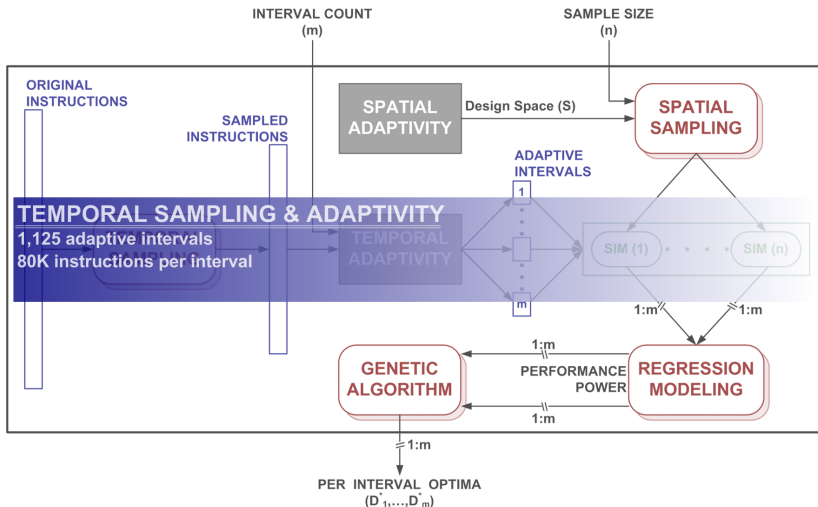 INTERVAL COUNT
(m)
SAMPLE SIZE
(n)
ORIGINAL
INSTRUCTIONS
SAMPLED
INSTRUCTIONS
SPATIAL
ADAPTIVITY
Design Space (S)
SPATIAL
SAMPLING
ADAPTIVE
INTERVALS
1
TEMPORAL SAMPLING & ADAPTIVITY
1,125 adaptive intervals
80K instructions per interval
TEMPORAL
SAMPLING
TEMPORAL
ADAPTIVITY
SIM (1)
SIM (n)
m
1:m
1:m
GENETIC
ALGORITHM
1:m
PERFORMANCE
POWER
1:m
REGRESSION
MODELING
1:m
PER INTERVAL OPTIMA
(D*1,...,D*m)